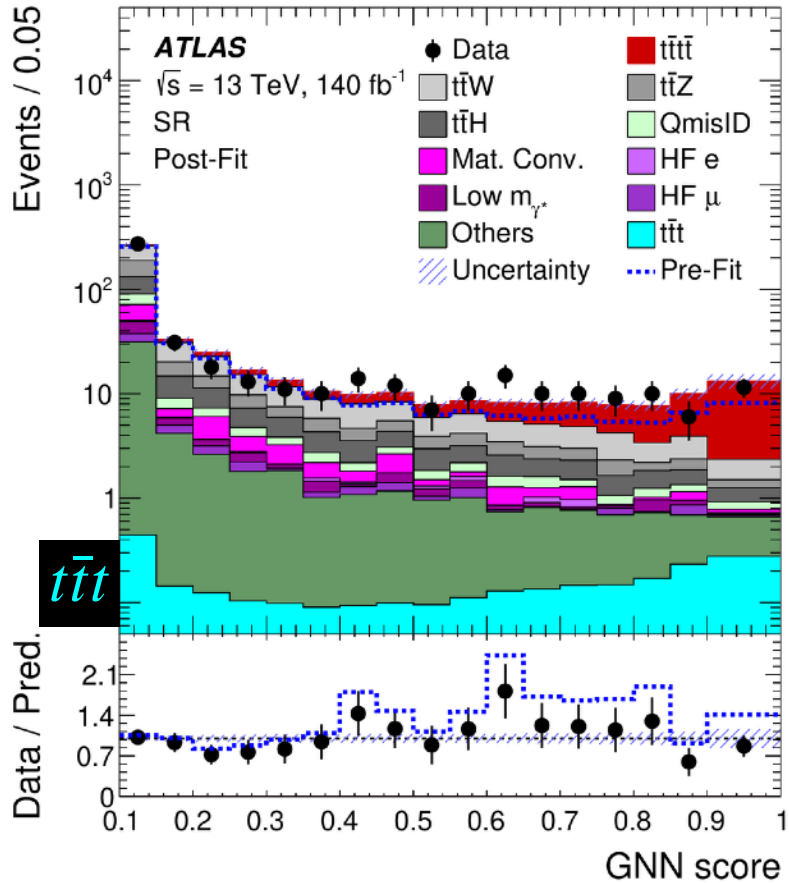 Events / 0.05
10⁴
10³
10²
10
1
ATLAS
√s = 13 TeV, 140 fb⁻¹
SR
Post-Fit
Data
tt̄tt̄
tt̄W
tt̄Z
tt̄H
QmisID
Mat. Conv.
HF e
Low m_γ*
HF μ
Others
tt̄t
Uncertainty
Pre-Fit
tt̄t
Data / Pred.
2.1
1.4
0.7
0
0.1 0.2 0.3 0.4 0.5 0.6 0.7 0.8 0.9 1
GNN score